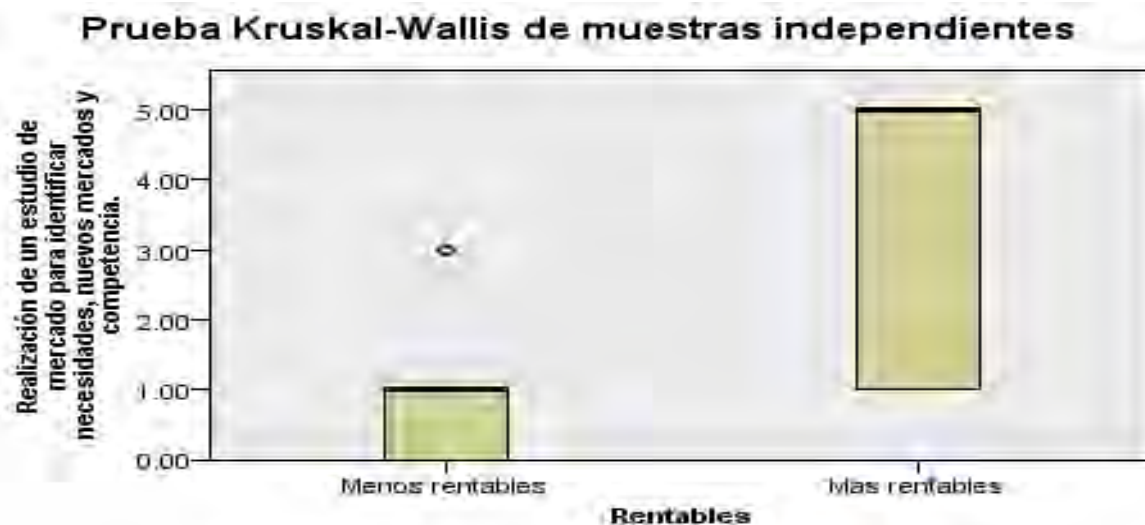 Prueba Kruskal-Wallis de muestras independientes
Realización de un estudio de
mercado para identificar
necesidades, nuevos mercados y
competencia.
5.00
4.00
3.00
2.00
1.00
0.00
Menos rentables
Más rentables
Rentables